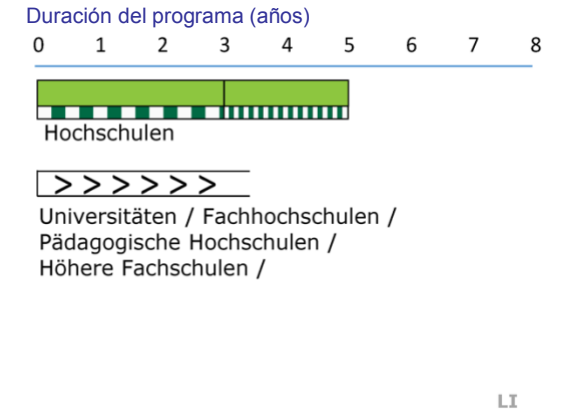 Duración del programa (años)
0 1 2 3 4 5 6 7 8
Hochschulen
> > > > > >
Universitäten / Fachhochschulen /
Pädagogische Hochschulen /
Höhere Fachschulen /
LI